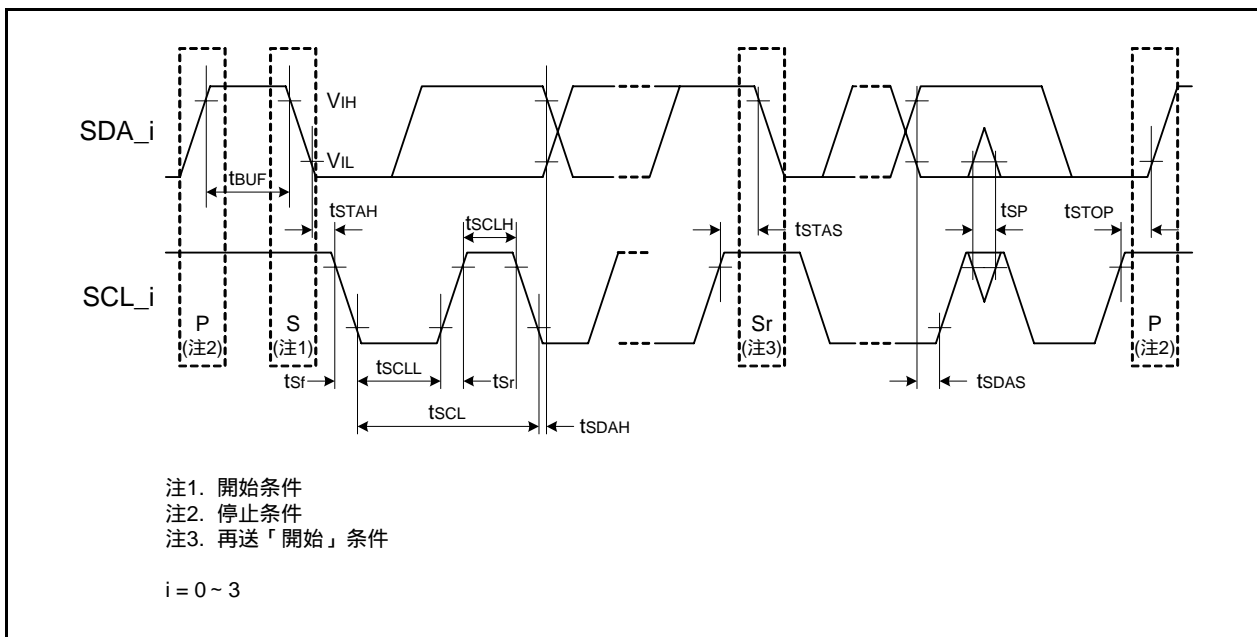 SDA_i
VIH
VIL
tBUF
tSTAH
tSCLH
tSTAS
tSP
tSTOP
SCL_i
P
(注2)
S
(注1)
Sr
(注3)
P
(注2)
tSf
tSCLL
tSr
tSDAS
tSCL
tSDAH
注1. 開始条件
注2. 停止条件
注3. 再送「開始」条件
i = 0 ~ 3